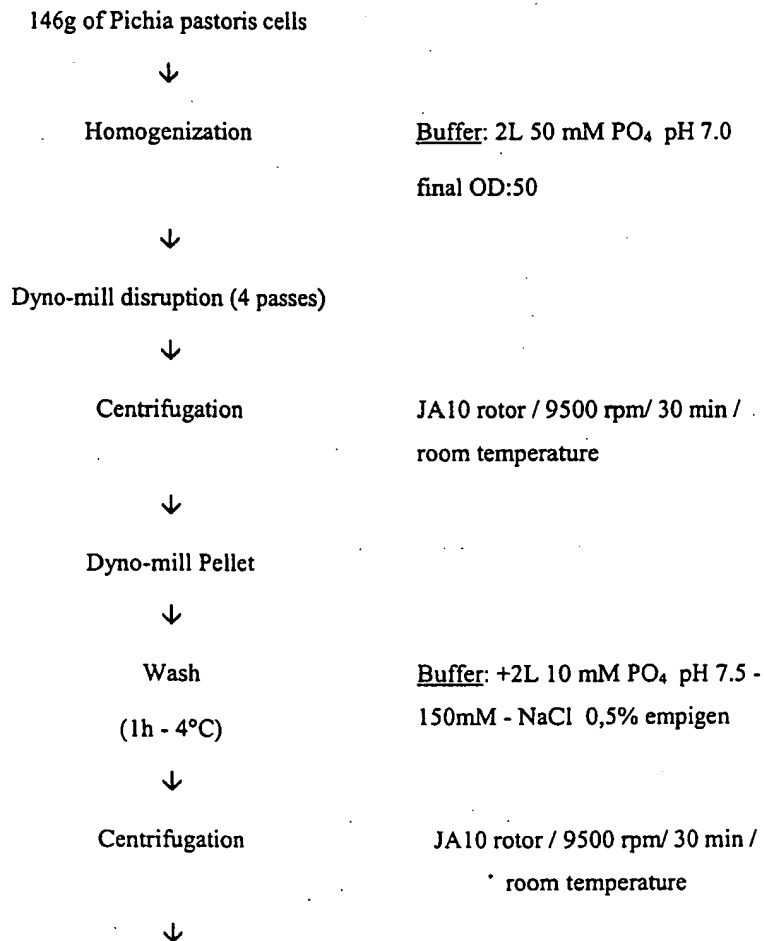 146g of Pichia pastoris cells
↓
Homogenization
Buffer: 2L 50 mM PO₄ pH 7.0
final OD:50
↓
Dyno-mill disruption (4 passes)
↓
Centrifugation
JA10 rotor / 9500 rpm/ 30 min /
room temperature
↓
Dyno-mill Pellet
↓
Wash
(1h - 4°C)
Buffer: +2L 10 mM PO₄ pH 7.5 -
150mM - NaCl 0,5% empigen
↓
Centrifugation
JA10 rotor / 9500 rpm/ 30 min /
room temperature
↓